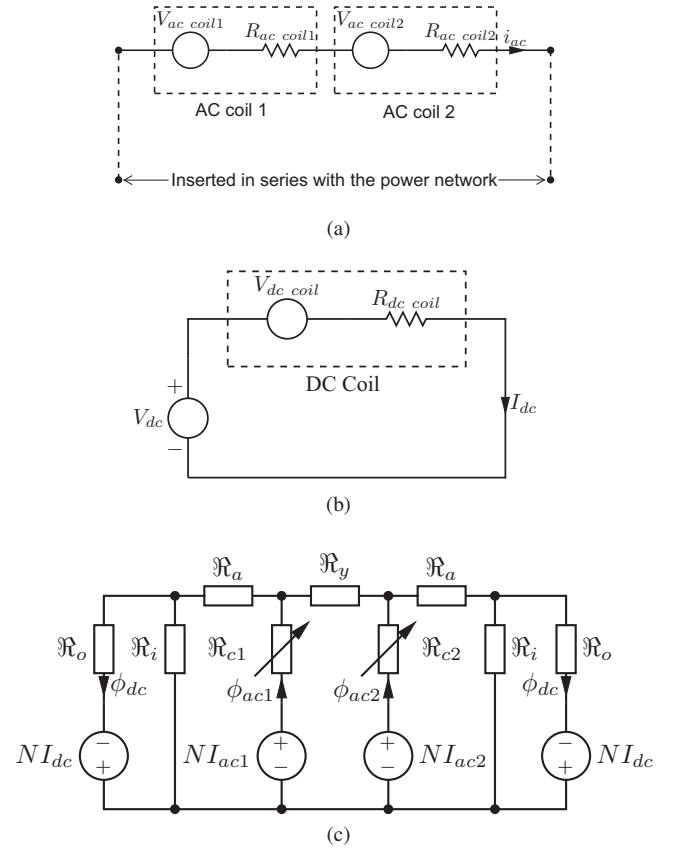 V_{ac coil1} R_{ac coil1} V_{ac coil2} R_{ac coil2} i_{ac}
AC coil 1 AC coil 2
Inserted in series with the power network
(a)
V_{dc coil}
R_{dc coil}
DC Coil
+
V_{dc} I_{dc}
−
(b)
ℜ_a ℜ_y ℜ_a
ℜ_o ℜ_i ℜ_{c1} ℜ_{c2} ℜ_i ℜ_o
ϕ_{dc} ϕ_{ac1} ϕ_{ac2} ϕ_{dc}
− + + −
NI_{dc} NI_{ac1} NI_{ac2} NI_{dc}
+ − − +
(c)